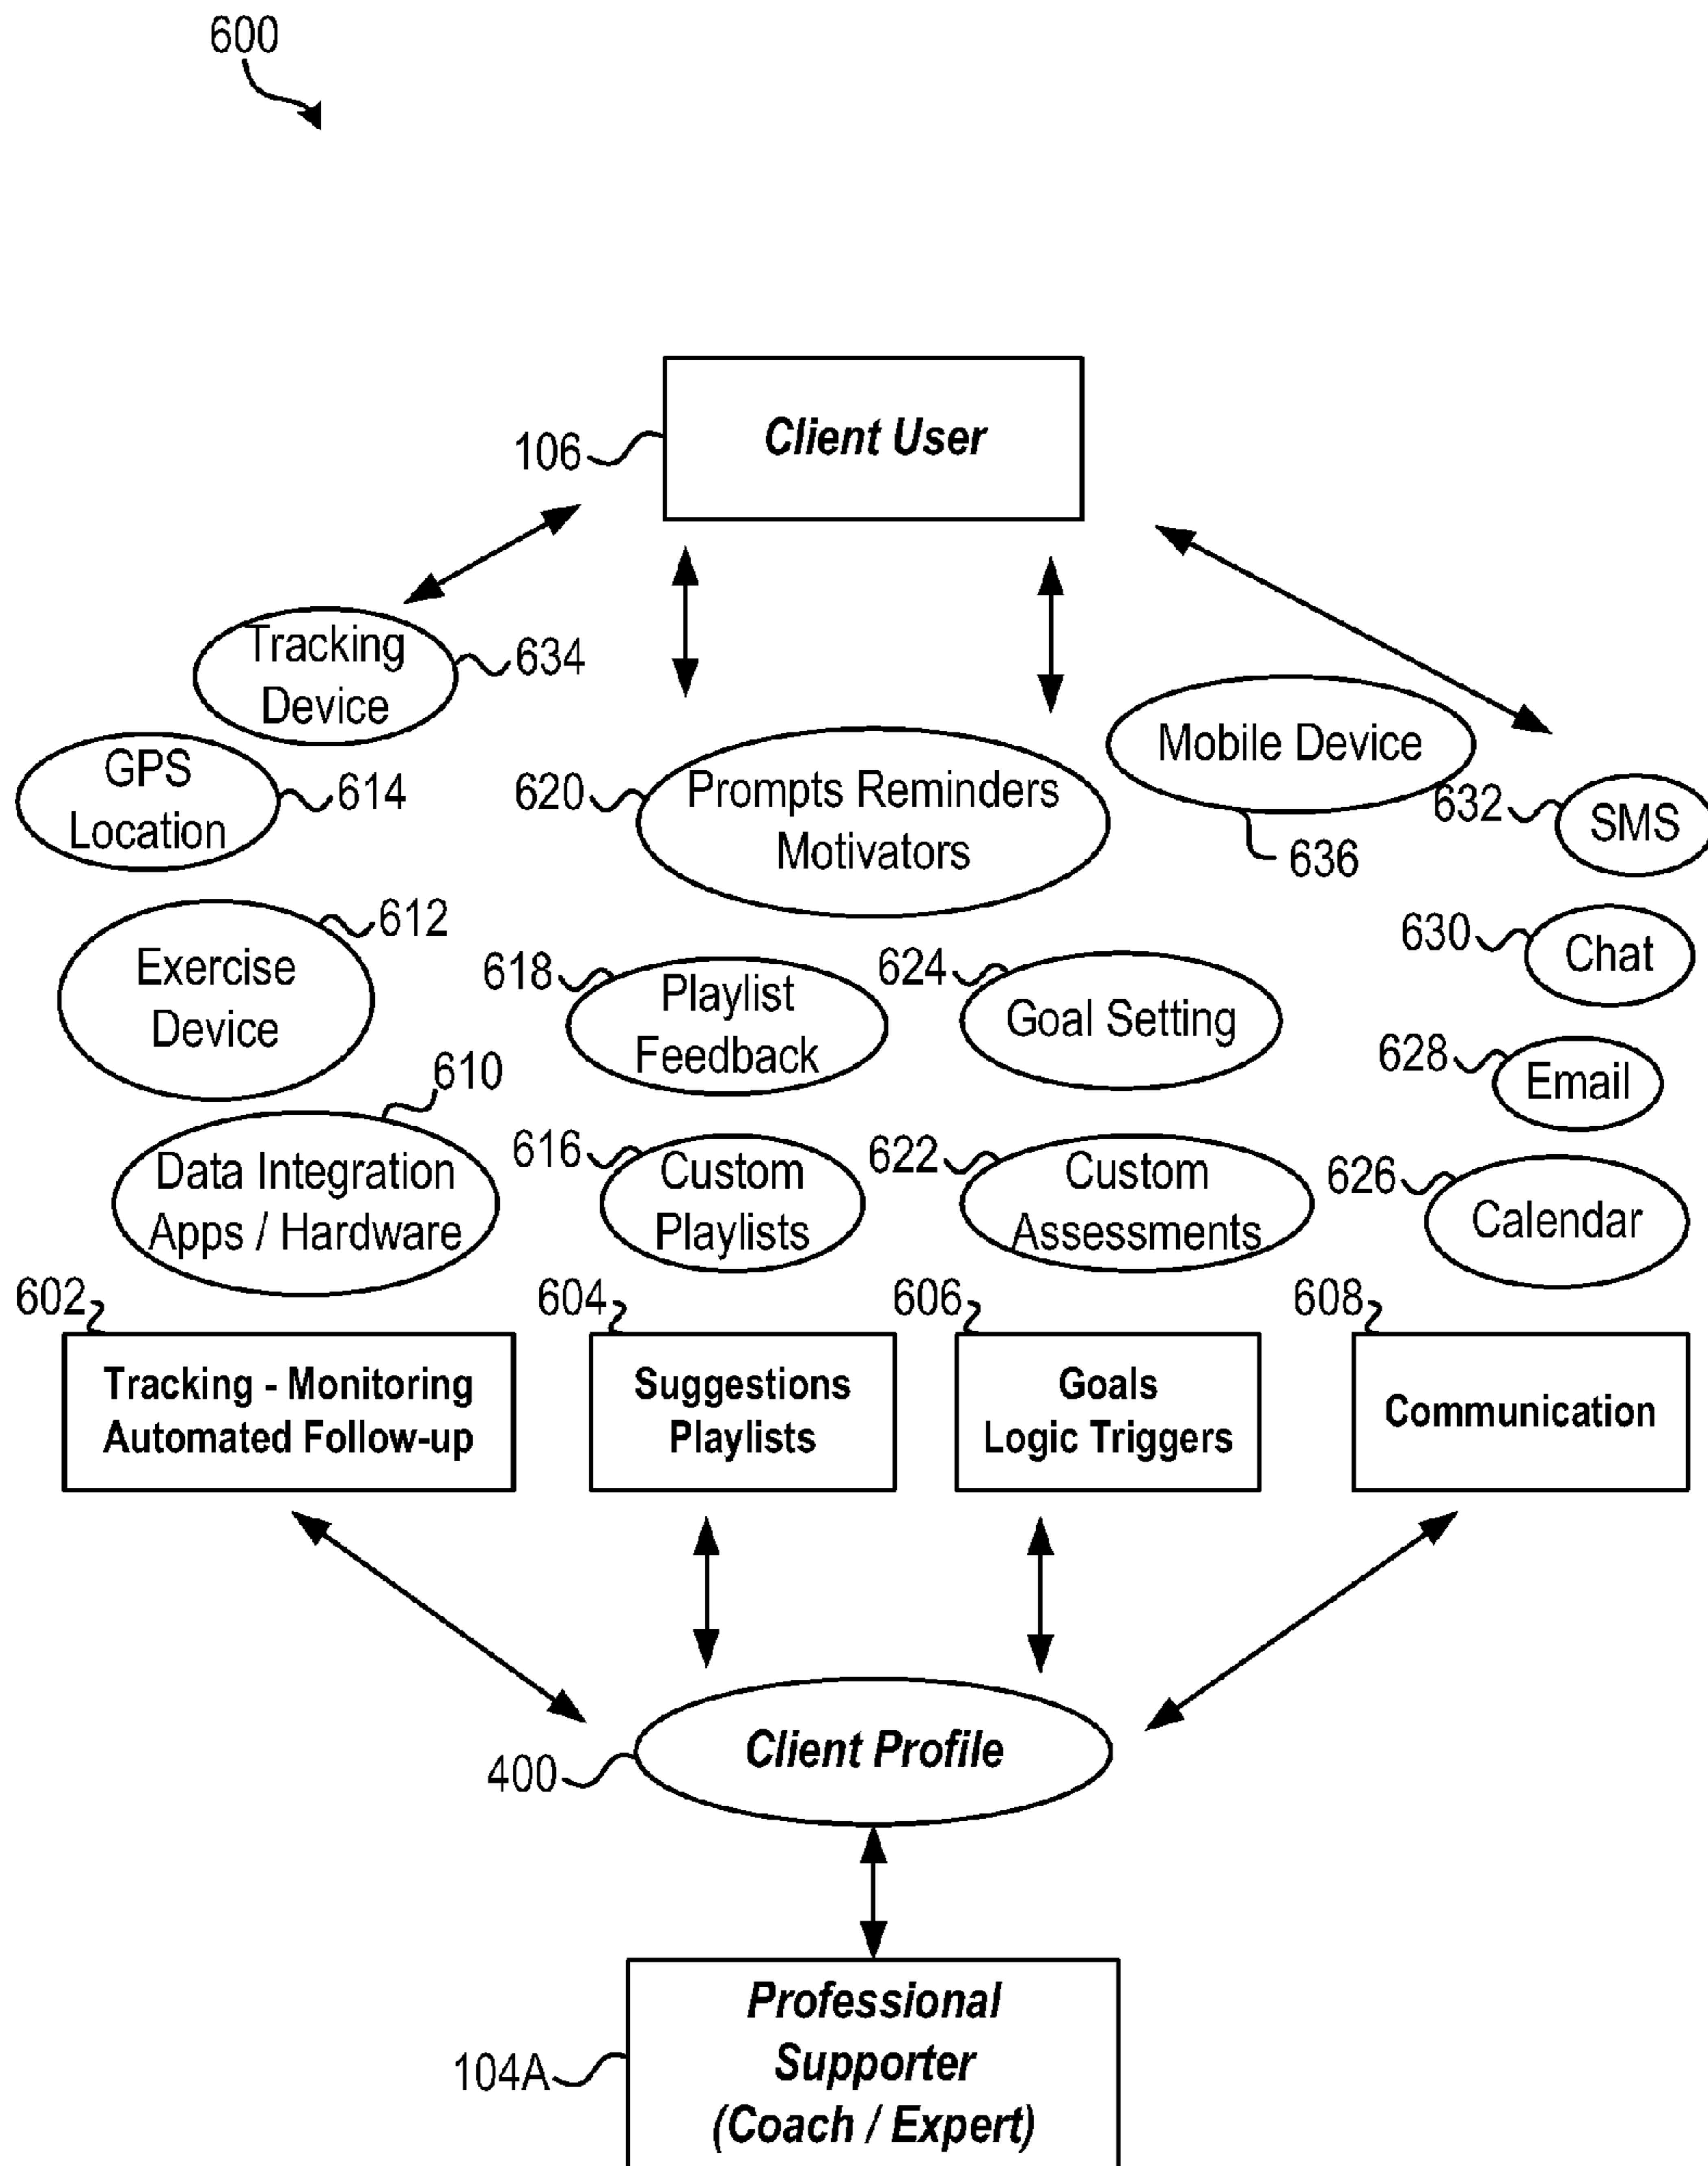 600
106
Client User
Tracking
Device
634
GPS
Location
614
620
Prompts Reminders
Motivators
Mobile Device
636
632
SMS
612
Exercise
Device
618
Playlist
Feedback
624
Goal Setting
630
Chat
628
Email
610
Data Integration
Apps / Hardware
616
Custom
Playlists
622
Custom
Assessments
626
Calendar
602
Tracking - Monitoring
Automated Follow-up
604
Suggestions
Playlists
606
Goals
Logic Triggers
608
Communication
400
Client Profile
104A
Professional
Supporter
(Coach / Expert)